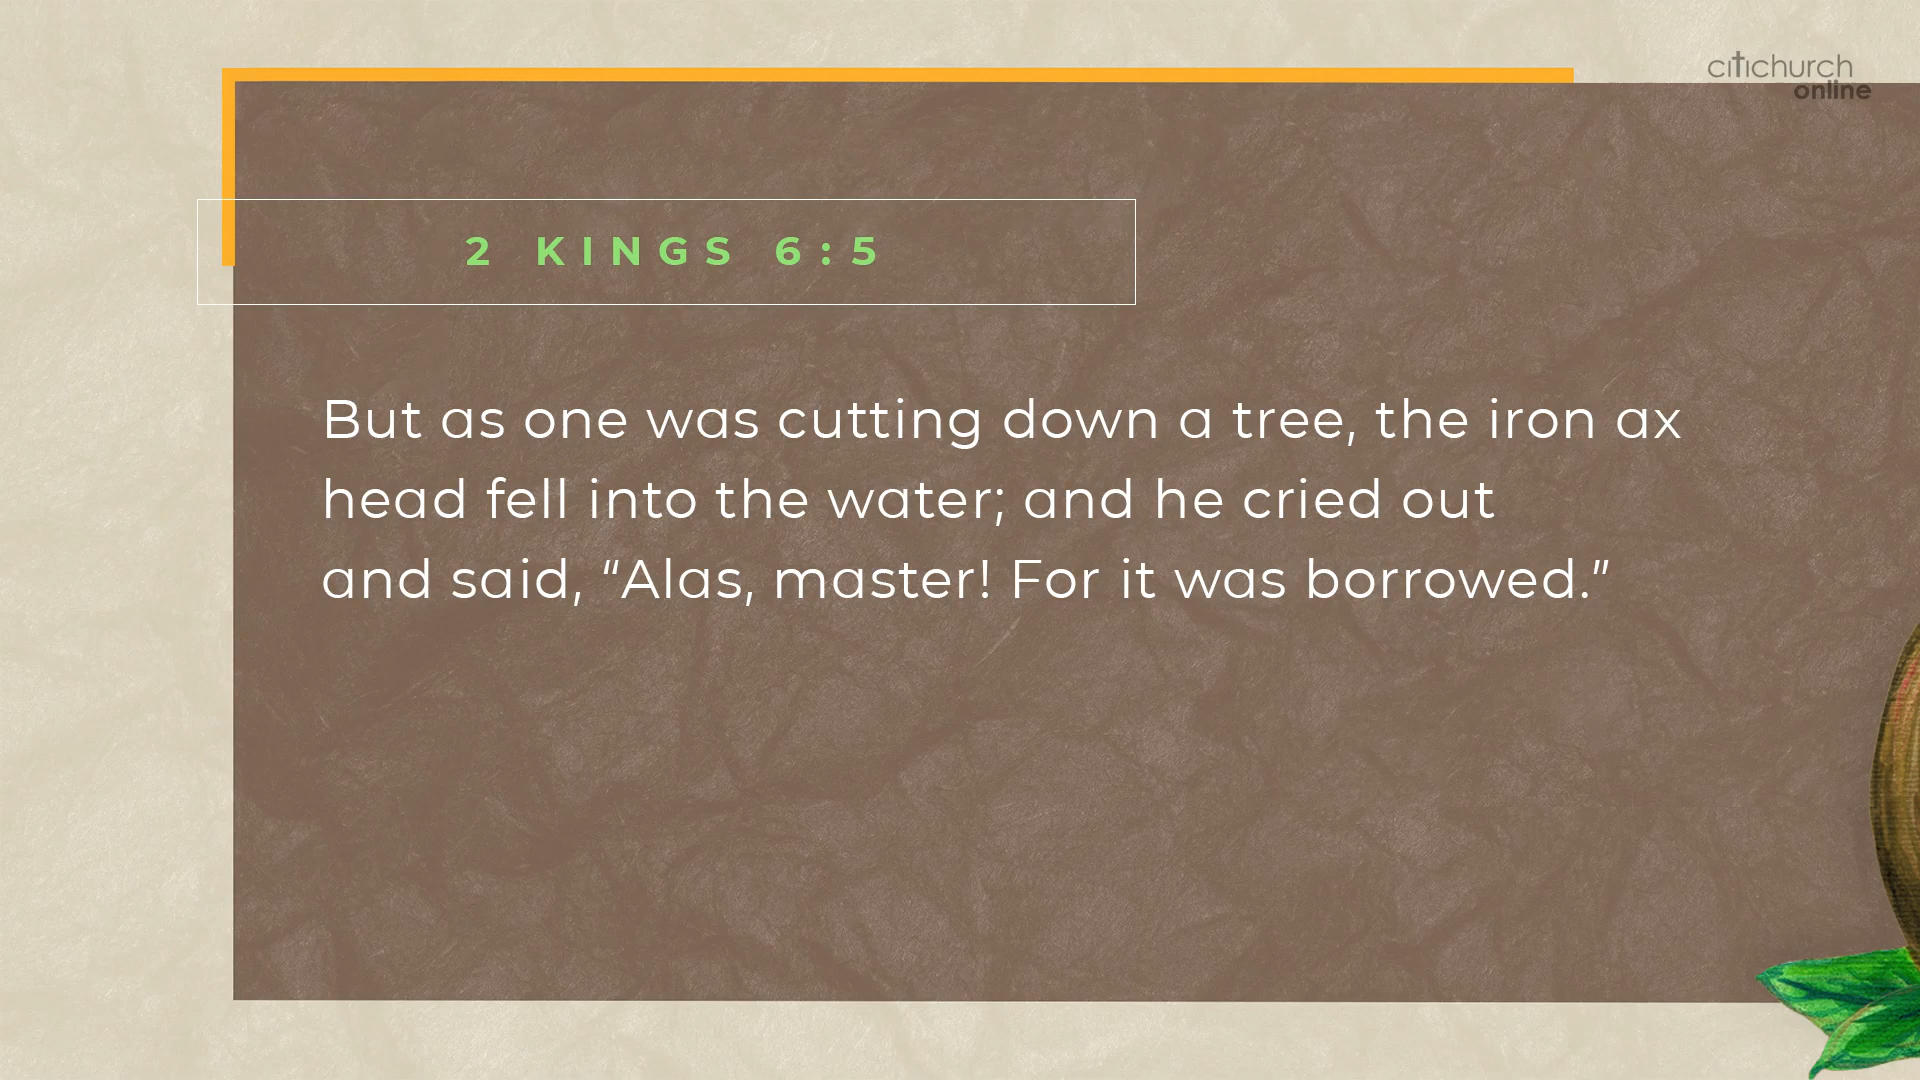 citichurch
online
2 KINGS 6:5
But as one was cutting down a tree, the iron ax
head fell into the water; and he cried out
and said, “Alas, master! For it was borrowed.”